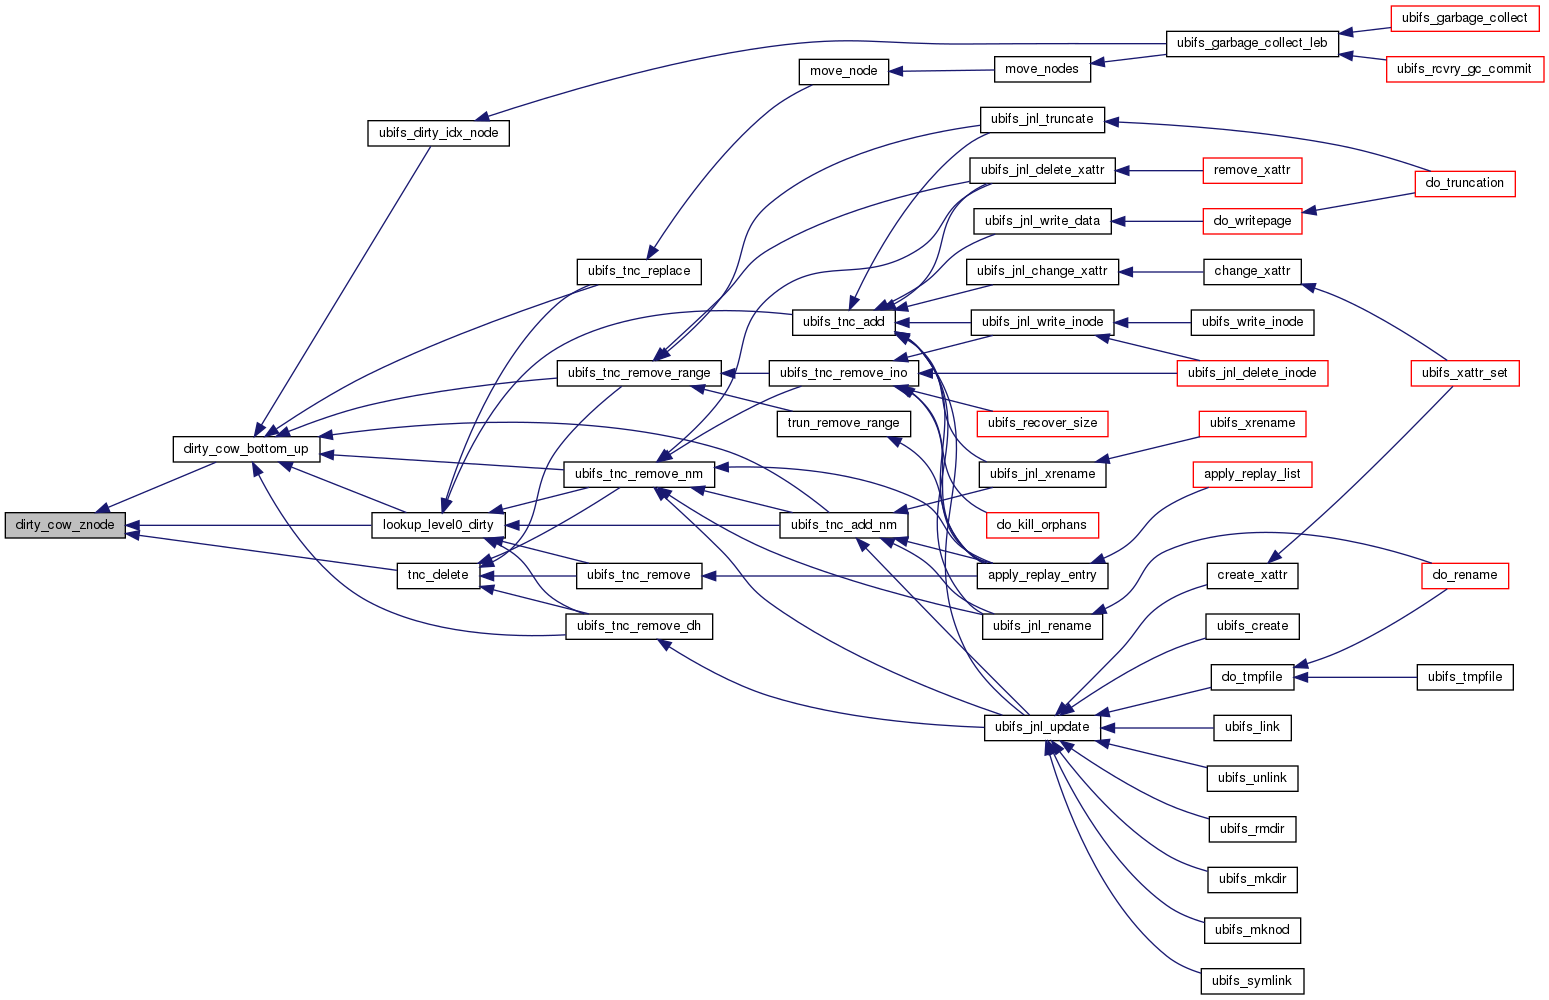 ubifs_garbage_collect
ubifs_garbage_collect_leb
ubifs_rcvry_gc_commit
move_node
move_nodes
ubifs_dirty_idx_node
ubifs_jnl_truncate
ubifs_jnl_delete_xattr
remove_xattr
do_truncation
ubifs_jnl_write_data
do_writepage
ubifs_tnc_replace
ubifs_jnl_change_xattr
change_xattr
ubifs_tnc_add
ubifs_jnl_write_inode
ubifs_write_inode
ubifs_tnc_remove_range
ubifs_tnc_remove_ino
ubifs_jnl_delete_inode
ubifs_xattr_set
trun_remove_range
ubifs_recover_size
ubifs_xrename
dirty_cow_bottom_up
ubifs_tnc_remove_nm
ubifs_jnl_xrename
apply_replay_list
dirty_cow_znode
lookup_level0_dirty
ubifs_tnc_add_nm
do_kill_orphans
tnc_delete
ubifs_tnc_remove
apply_replay_entry
create_xattr
do_rename
ubifs_tnc_remove_dh
ubifs_jnl_rename
ubifs_create
do_tmpfile
ubifs_tmpfile
ubifs_jnl_update
ubifs_link
ubifs_unlink
ubifs_rmdir
ubifs_mkdir
ubifs_mknod
ubifs_symlink